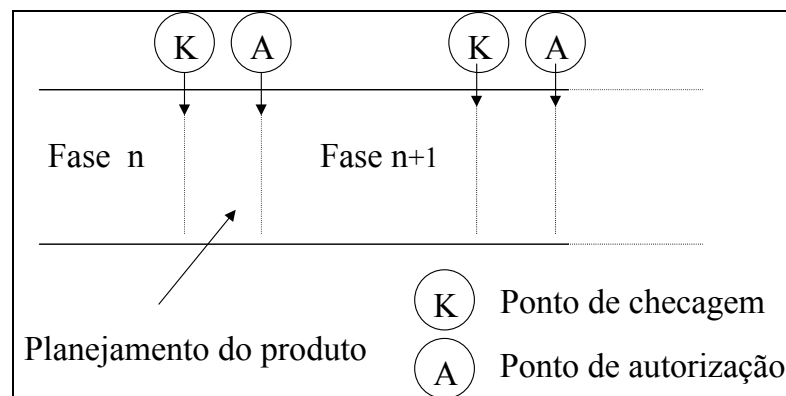 K A K A
Fase n Fase n+1
K Ponto de checagem
Planejamento do produto
A Ponto de autorização